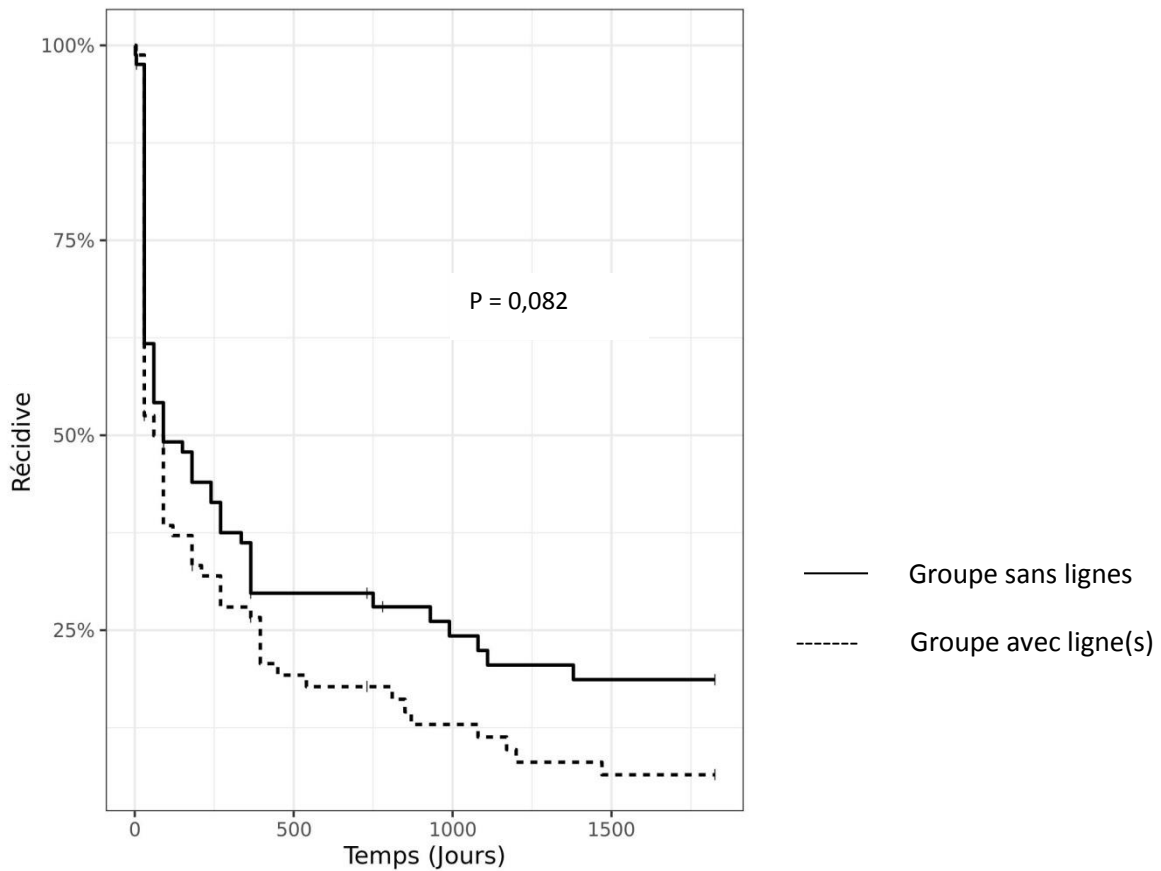 100%
75%
P = 0,082
50%
Récidive
25%
0
500
1000
1500
Temps (Jours)
Groupe sans lignes
Groupe avec ligne(s)